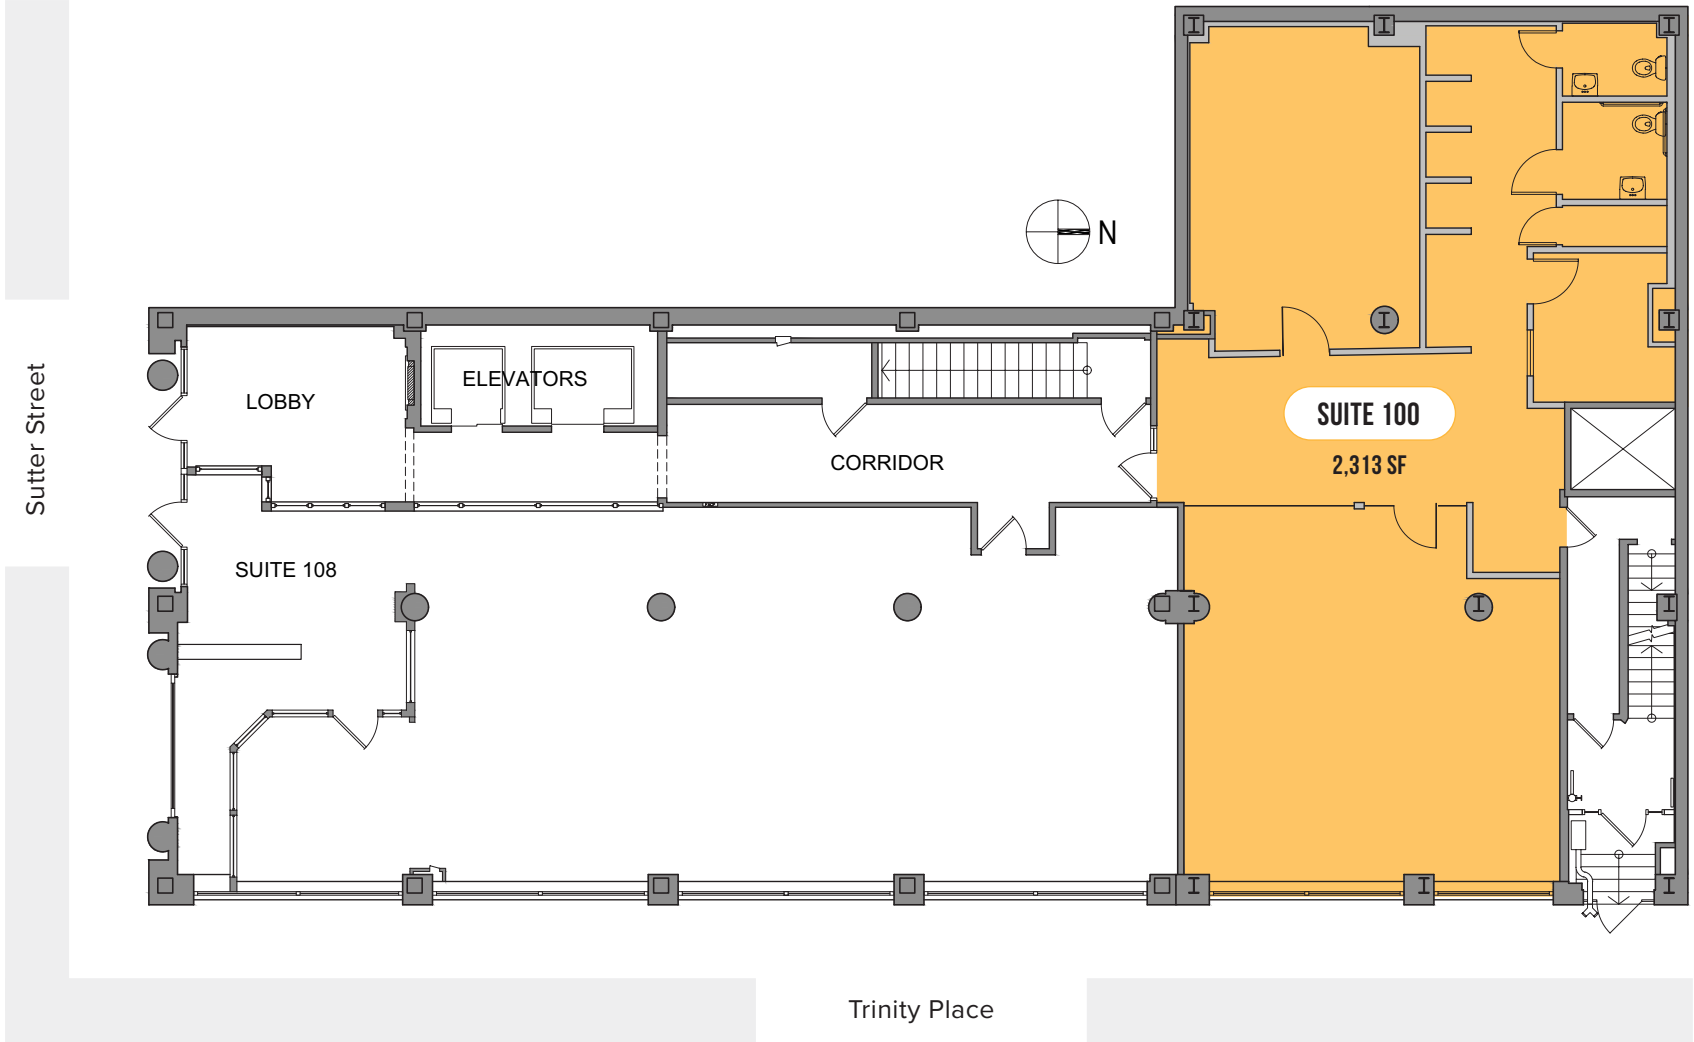 N
Sutter Street
LOBBY
ELEVATORS
CORRIDOR
SUITE 100
2,313 SF
SUITE 108
Trinity Place